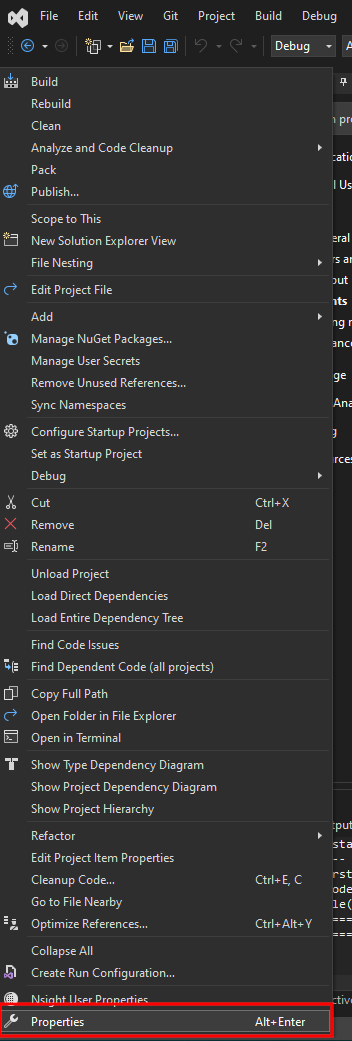 File Edit View Git Project Build Debug
Debug
Build
Rebuild
Clean
Analyze and Code Cleanup
Pack
Publish...
Scope to This
New Solution Explorer View
File Nesting
Edit Project File
Add
Manage NuGet Packages...
Manage User Secrets
Remove Unused References...
Sync Namespaces
Configure Startup Projects...
Set as Startup Project
Debug
Cut Ctrl+X
Remove Del
Rename F2
Unload Project
Load Direct Dependencies
Load Entire Dependency Tree
Find Code Issues
Find Dependent Code (all projects)
Copy Full Path
Open Folder in File Explorer
Open in Terminal
Show Type Dependency Diagram
Show Project Dependency Diagram
Show Project Hierarchy
Refactor
Edit Project Item Properties
Cleanup Code... Ctrl+E, C
Go to File Nearby
Optimize References... Ctrl+Alt+Y
Collapse All
Create Run Configuration...
Nsight User Properties
Properties Alt+Enter